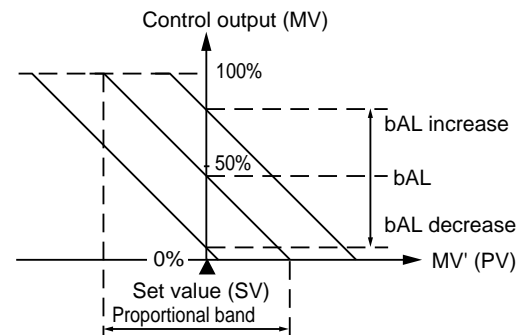 Control output (MV)
100%
bAL increase
50%
bAL
bAL decrease
0%
MV' (PV)
Set value (SV)
Proportional band